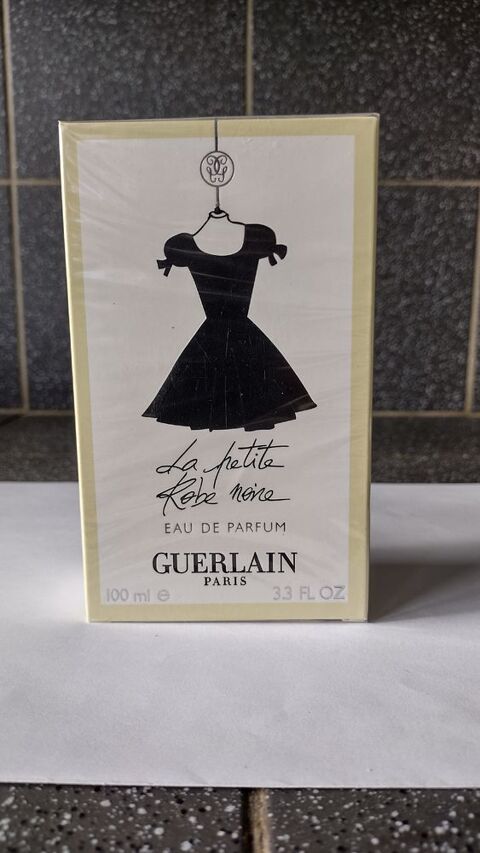 La petite
Robe noire
EAU DE PARFUM
GUERLAIN
PARIS
100 ml ℮ 3.3 FL OZ